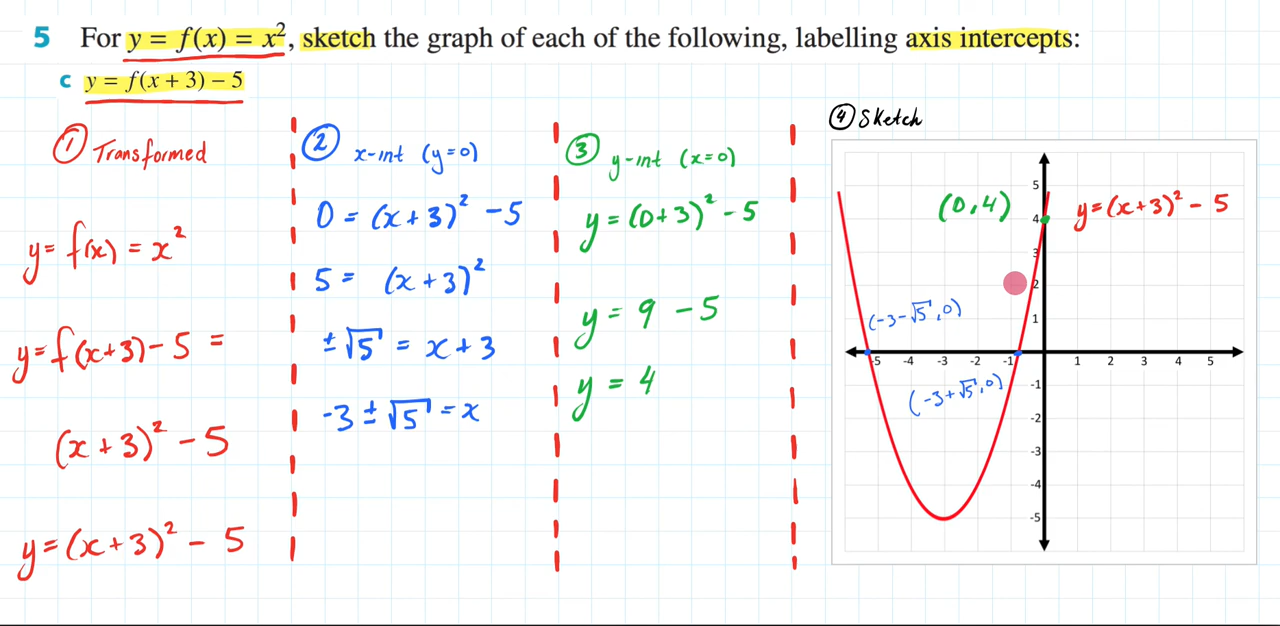 5 For y = f(x) = x², sketch the graph of each of the following, labelling axis intercepts:
c y = f(x + 3) − 5
① Transformed
y = f(x) = x²
y = f(x+3) − 5 =
(x + 3)² − 5
y = (x + 3)² − 5
② x-int (y=0)
0 = (x + 3)² − 5
5 = (x + 3)²
±√5 = x + 3
-3 ± √5 = x
③ y-int (x=0)
y = (0+3)² − 5
y = 9 − 5
y = 4
④ Sketch
5
(0,4) 4 y=(x+3)² − 5
3
2
(-3-√5,0) 1
-5 -4 -3 -2 -1 1 2 3 4 5
(-3+√5,0) -1
-2
-3
-4
-5